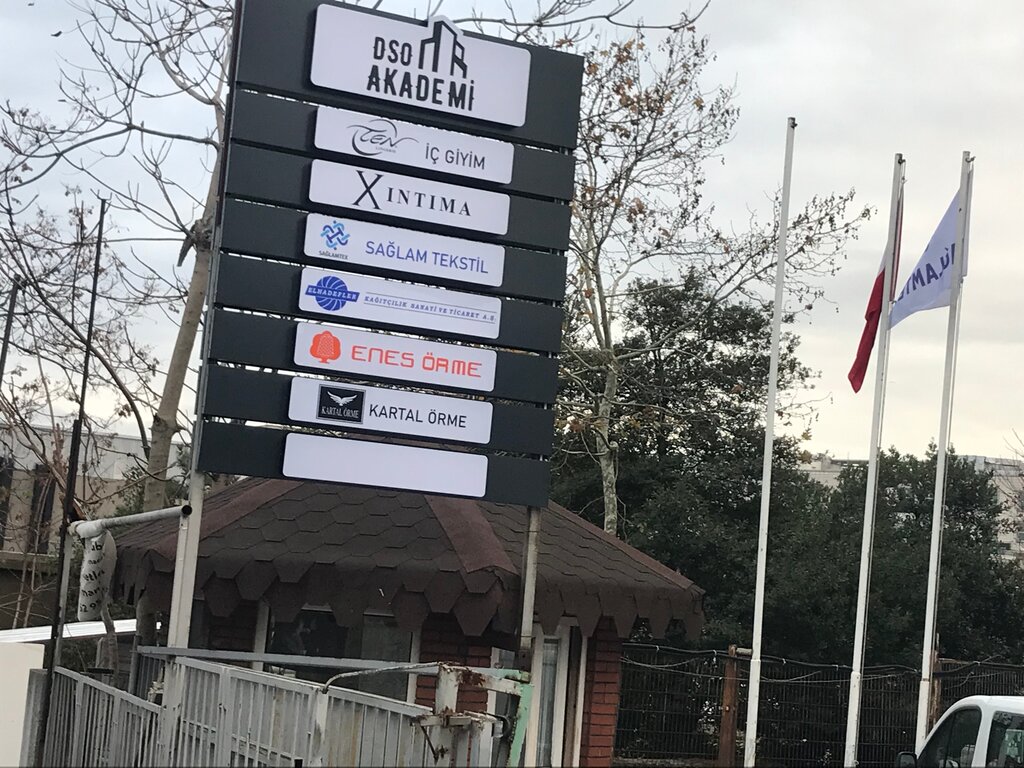 DSO
AKADEMİ
TEN
İÇ GİYİM
XINTIMA
SAĞLAMTEK
SAĞLAM TEKSTİL
ELHADEFLER
KAĞITÇILIK SANAYİ VE TİCARET A.Ş.
ENES ÖRME
KARTAL ÖRME
KARTAL ÖRME